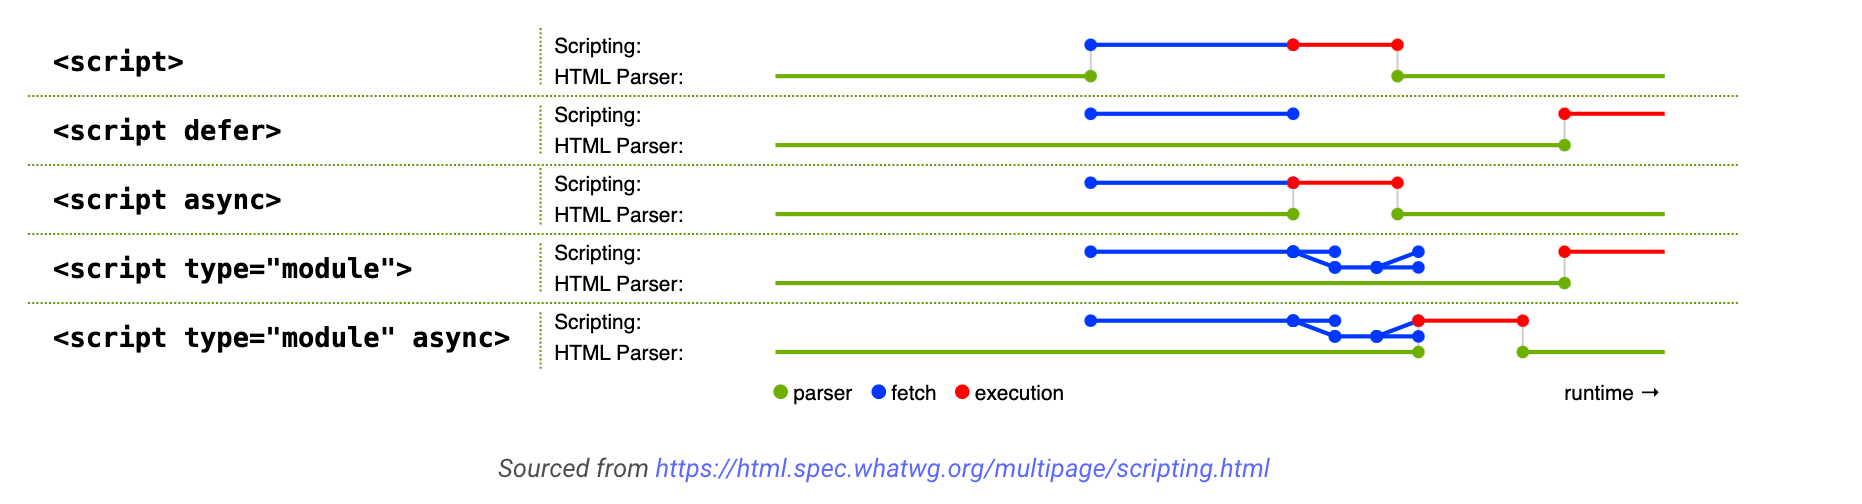 <script>
Scripting:
HTML Parser:
<script defer>
Scripting:
HTML Parser:
<script async>
Scripting:
HTML Parser:
<script type="module">
Scripting:
HTML Parser:
<script type="module" async>
Scripting:
HTML Parser:
parser fetch execution runtime →
Sourced from https://html.spec.whatwg.org/multipage/scripting.html